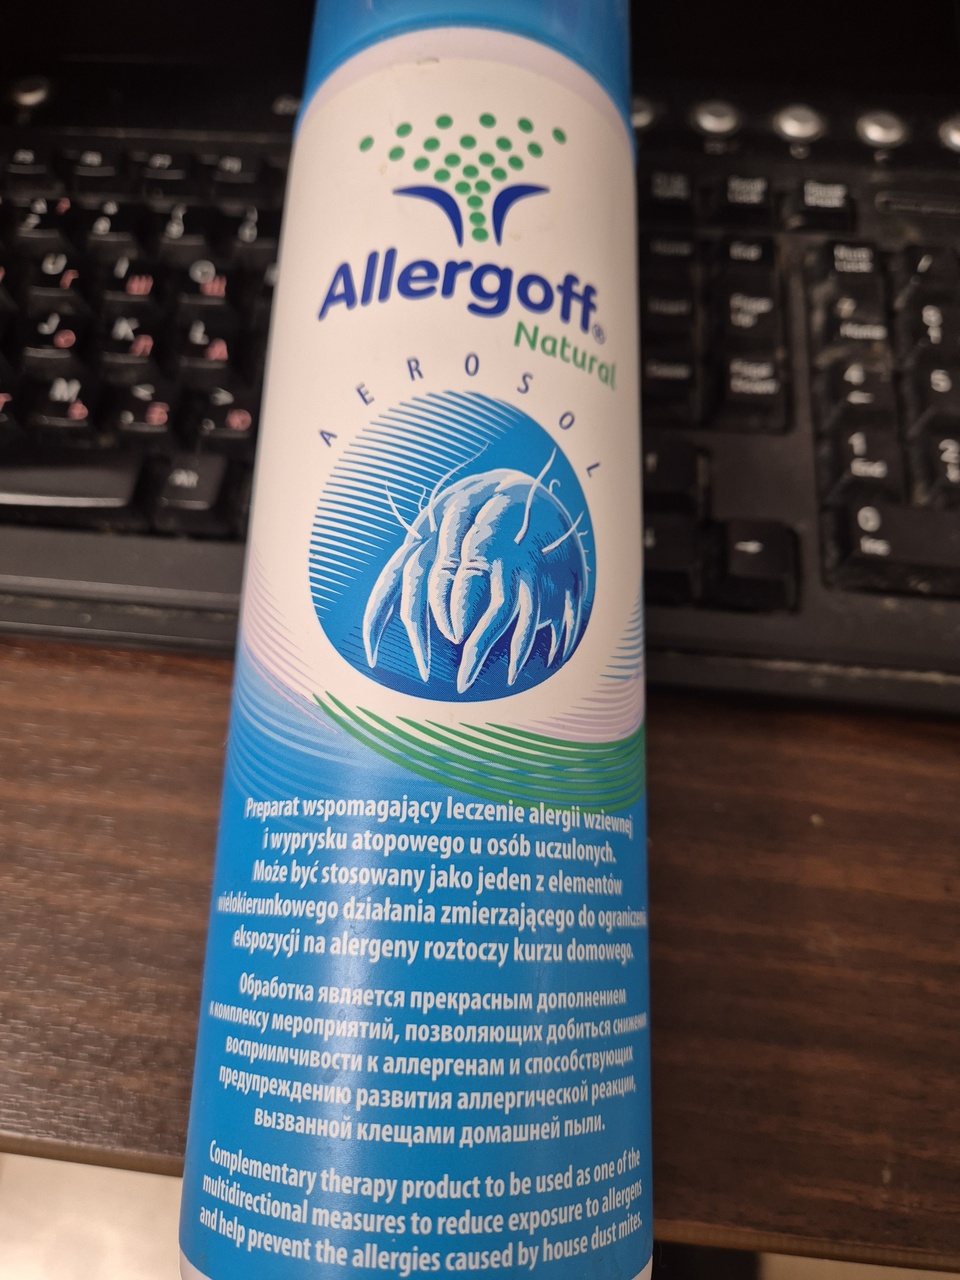 Allergoff®
Natural
AEROSOL
Preparat wspomagający leczenie alergii wziewnej
i wyprysku atopowego u osób uczulonych.
Może być stosowany jako jeden z elementów
wielokierunkowego działania zmierzającego do ograniczenia
ekspozycji na alergeny roztoczy kurzu domowego.
Обработка является прекрасным дополнением
к комплексу мероприятий, позволяющих добиться снижения
восприимчивости к аллергенам и способствующих
предупреждению развития аллергической реакции,
вызванной клещами домашней пыли.
Complementary therapy product to be used as one of the
multidirectional measures to reduce exposure to allergens
and help prevent the allergies caused by house dust mites.